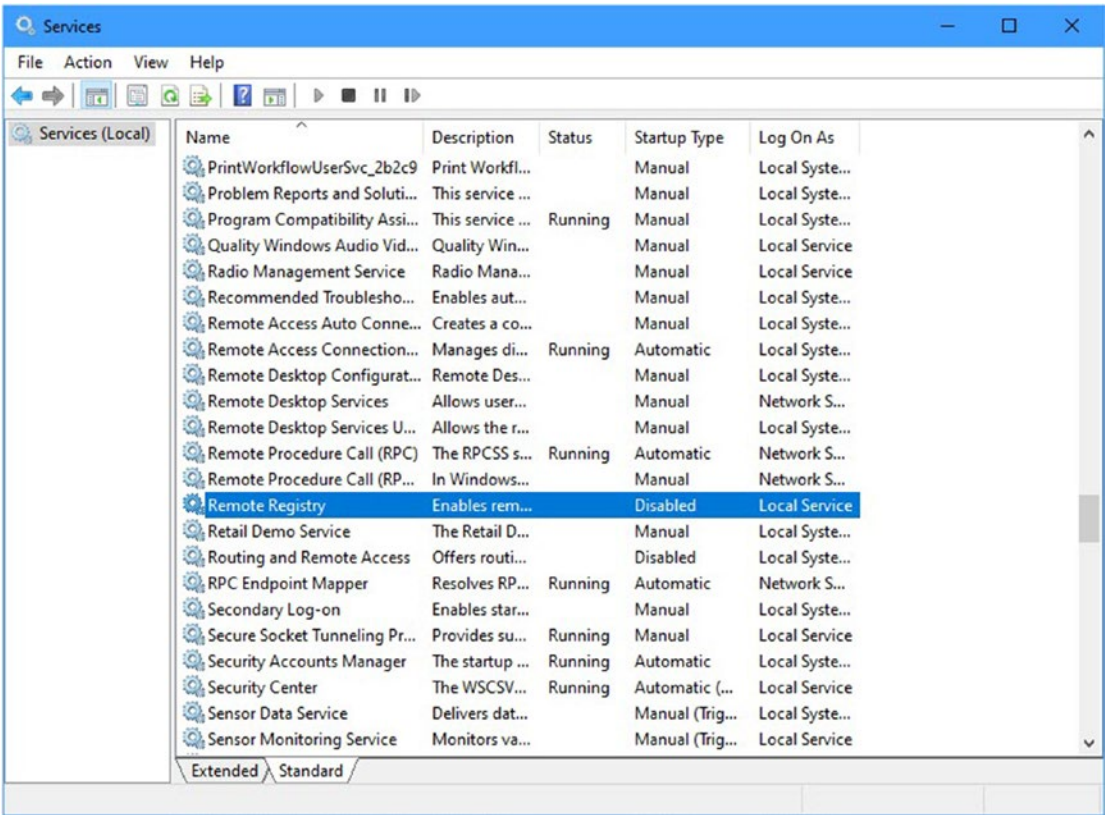 Services
File Action View Help
Services (Local)
Name Description Status Startup Type Log On As
PrintWorkflowUserSvc_2b2c9 Print Workfl... Manual Local Syste...
Problem Reports and Soluti... This service ... Manual Local Syste...
Program Compatibility Assi... This service ... Running Manual Local Syste...
Quality Windows Audio Vid... Quality Win... Manual Local Service
Radio Management Service Radio Mana... Manual Local Service
Recommended Troublesho... Enables aut... Manual Local Syste...
Remote Access Auto Conne... Creates a co... Manual Local Syste...
Remote Access Connection... Manages di... Running Automatic Local Syste...
Remote Desktop Configurat... Remote Des... Manual Local Syste...
Remote Desktop Services Allows user... Manual Network S...
Remote Desktop Services U... Allows the r... Manual Local Syste...
Remote Procedure Call (RPC) The RPCSS s... Running Automatic Network S...
Remote Procedure Call (RP... In Windows... Manual Network S...
Remote Registry Enables rem... Disabled Local Service
Retail Demo Service The Retail D... Manual Local Syste...
Routing and Remote Access Offers routi... Disabled Local Syste...
RPC Endpoint Mapper Resolves RP... Running Automatic Network S...
Secondary Log-on Enables star... Manual Local Syste...
Secure Socket Tunneling Pr... Provides su... Running Manual Local Service
Security Accounts Manager The startup ... Running Automatic Local Syste...
Security Center The WSCSV... Running Automatic (... Local Service
Sensor Data Service Delivers dat... Manual (Trig... Local Syste...
Sensor Monitoring Service Monitors va... Manual (Trig... Local Service
Extended Standard